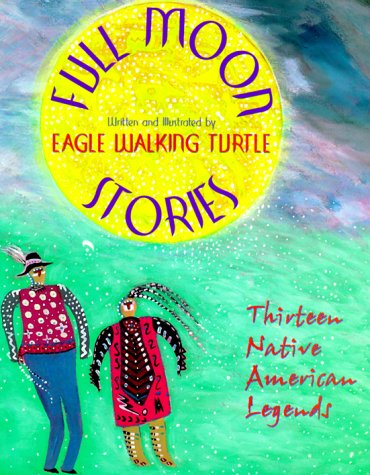 FULL MOON
Written and Illustrated by
EAGLE WALKING TURTLE
STORIES
Thirteen
Native
American
Legends